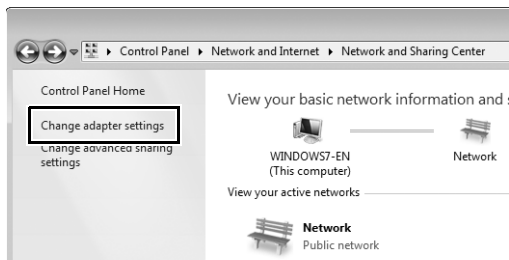 Control Panel ▸ Network and Internet ▸ Network and Sharing Center
Control Panel Home
Change adapter settings
Change advanced sharing
settings
View your basic network information and
WINDOWS7-EN
(This computer)
Network
View your active networks
Network
Public network